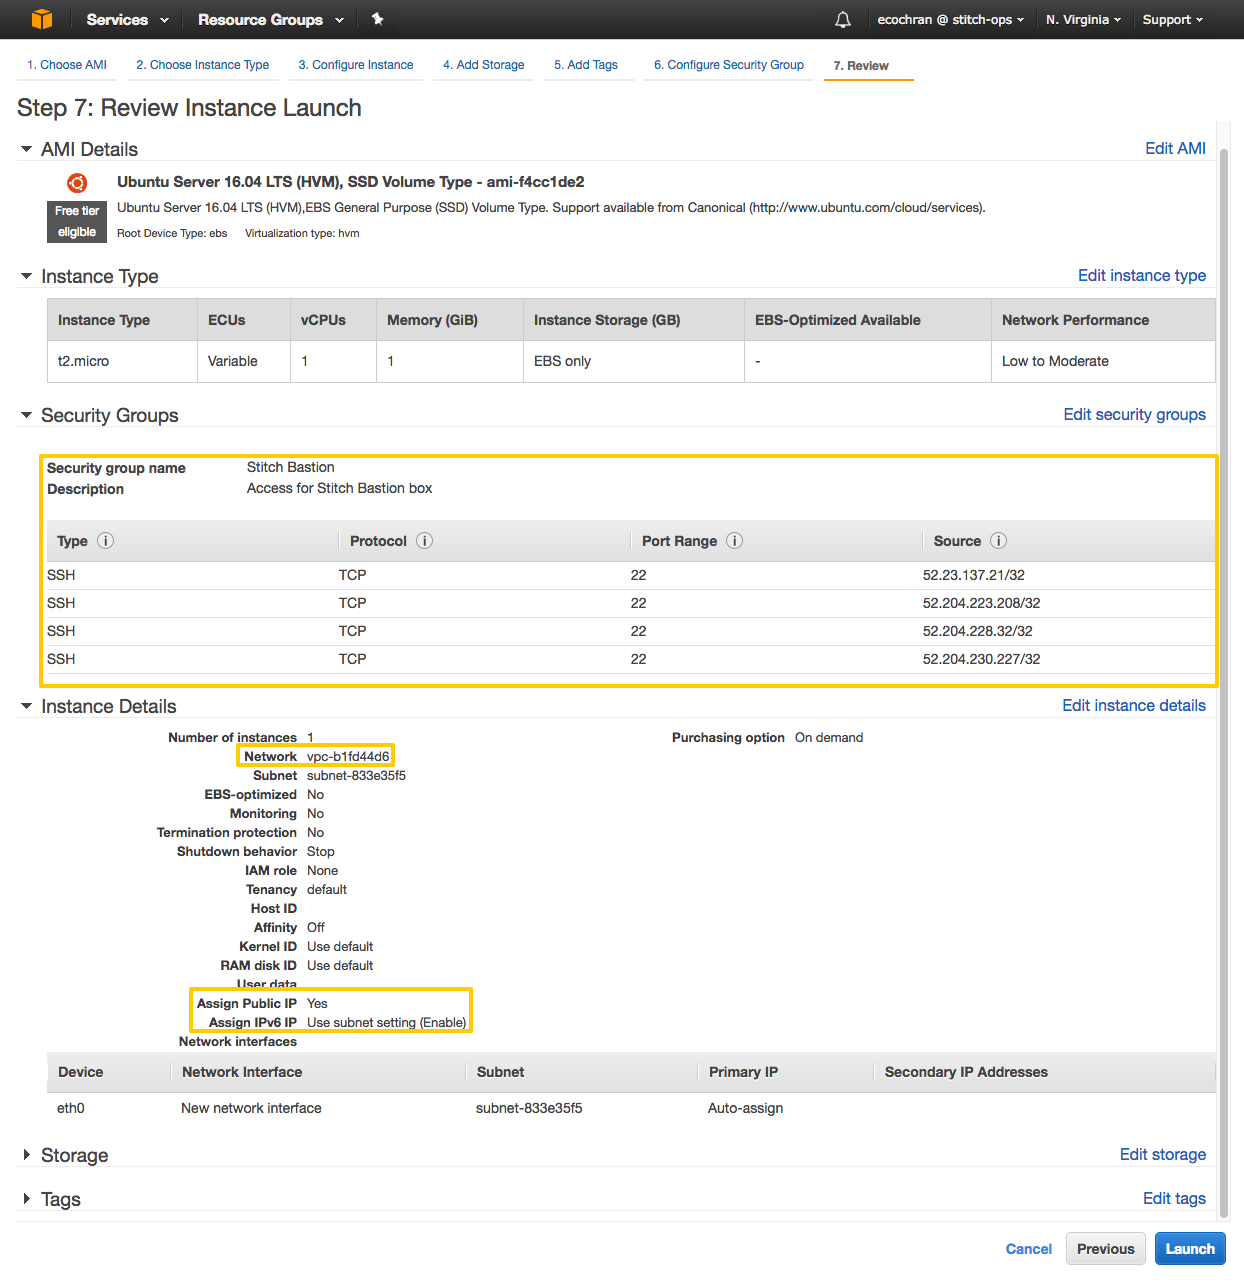 Services Resource Groups ecochran @ stitch-ops N. Virginia Support
1. Choose AMI 2. Choose Instance Type 3. Configure Instance 4. Add Storage 5. Add Tags 6. Configure Security Group 7. Review
Step 7: Review Instance Launch
AMI Details Edit AMI
Ubuntu Server 16.04 LTS (HVM), SSD Volume Type - ami-f4cc1de2
Free tier eligible
Ubuntu Server 16.04 LTS (HVM),EBS General Purpose (SSD) Volume Type. Support available from Canonical (http://www.ubuntu.com/cloud/services).
Root Device Type: ebs Virtualization type: hvm
Instance Type Edit instance type
Instance Type ECUs vCPUs Memory (GiB) Instance Storage (GB) EBS-Optimized Available Network Performance
t2.micro Variable 1 1 EBS only - Low to Moderate
Security Groups Edit security groups
Security group name Stitch Bastion
Description Access for Stitch Bastion box
Type i Protocol i Port Range i Source i
SSH TCP 22 52.23.137.21/32
SSH TCP 22 52.204.223.208/32
SSH TCP 22 52.204.228.32/32
SSH TCP 22 52.204.230.227/32
Instance Details Edit instance details
Number of instances 1 Purchasing option On demand
Network vpc-b1fd44d6
Subnet subnet-833e35f5
EBS-optimized No
Monitoring No
Termination protection No
Shutdown behavior Stop
IAM role None
Tenancy default
Host ID
Affinity Off
Kernel ID Use default
RAM disk ID Use default
User data
Assign Public IP Yes
Assign IPv6 IP Use subnet setting (Enable)
Network interfaces
Device Network Interface Subnet Primary IP Secondary IP Addresses
eth0 New network interface subnet-833e35f5 Auto-assign
Storage Edit storage
Tags Edit tags
Cancel Previous Launch